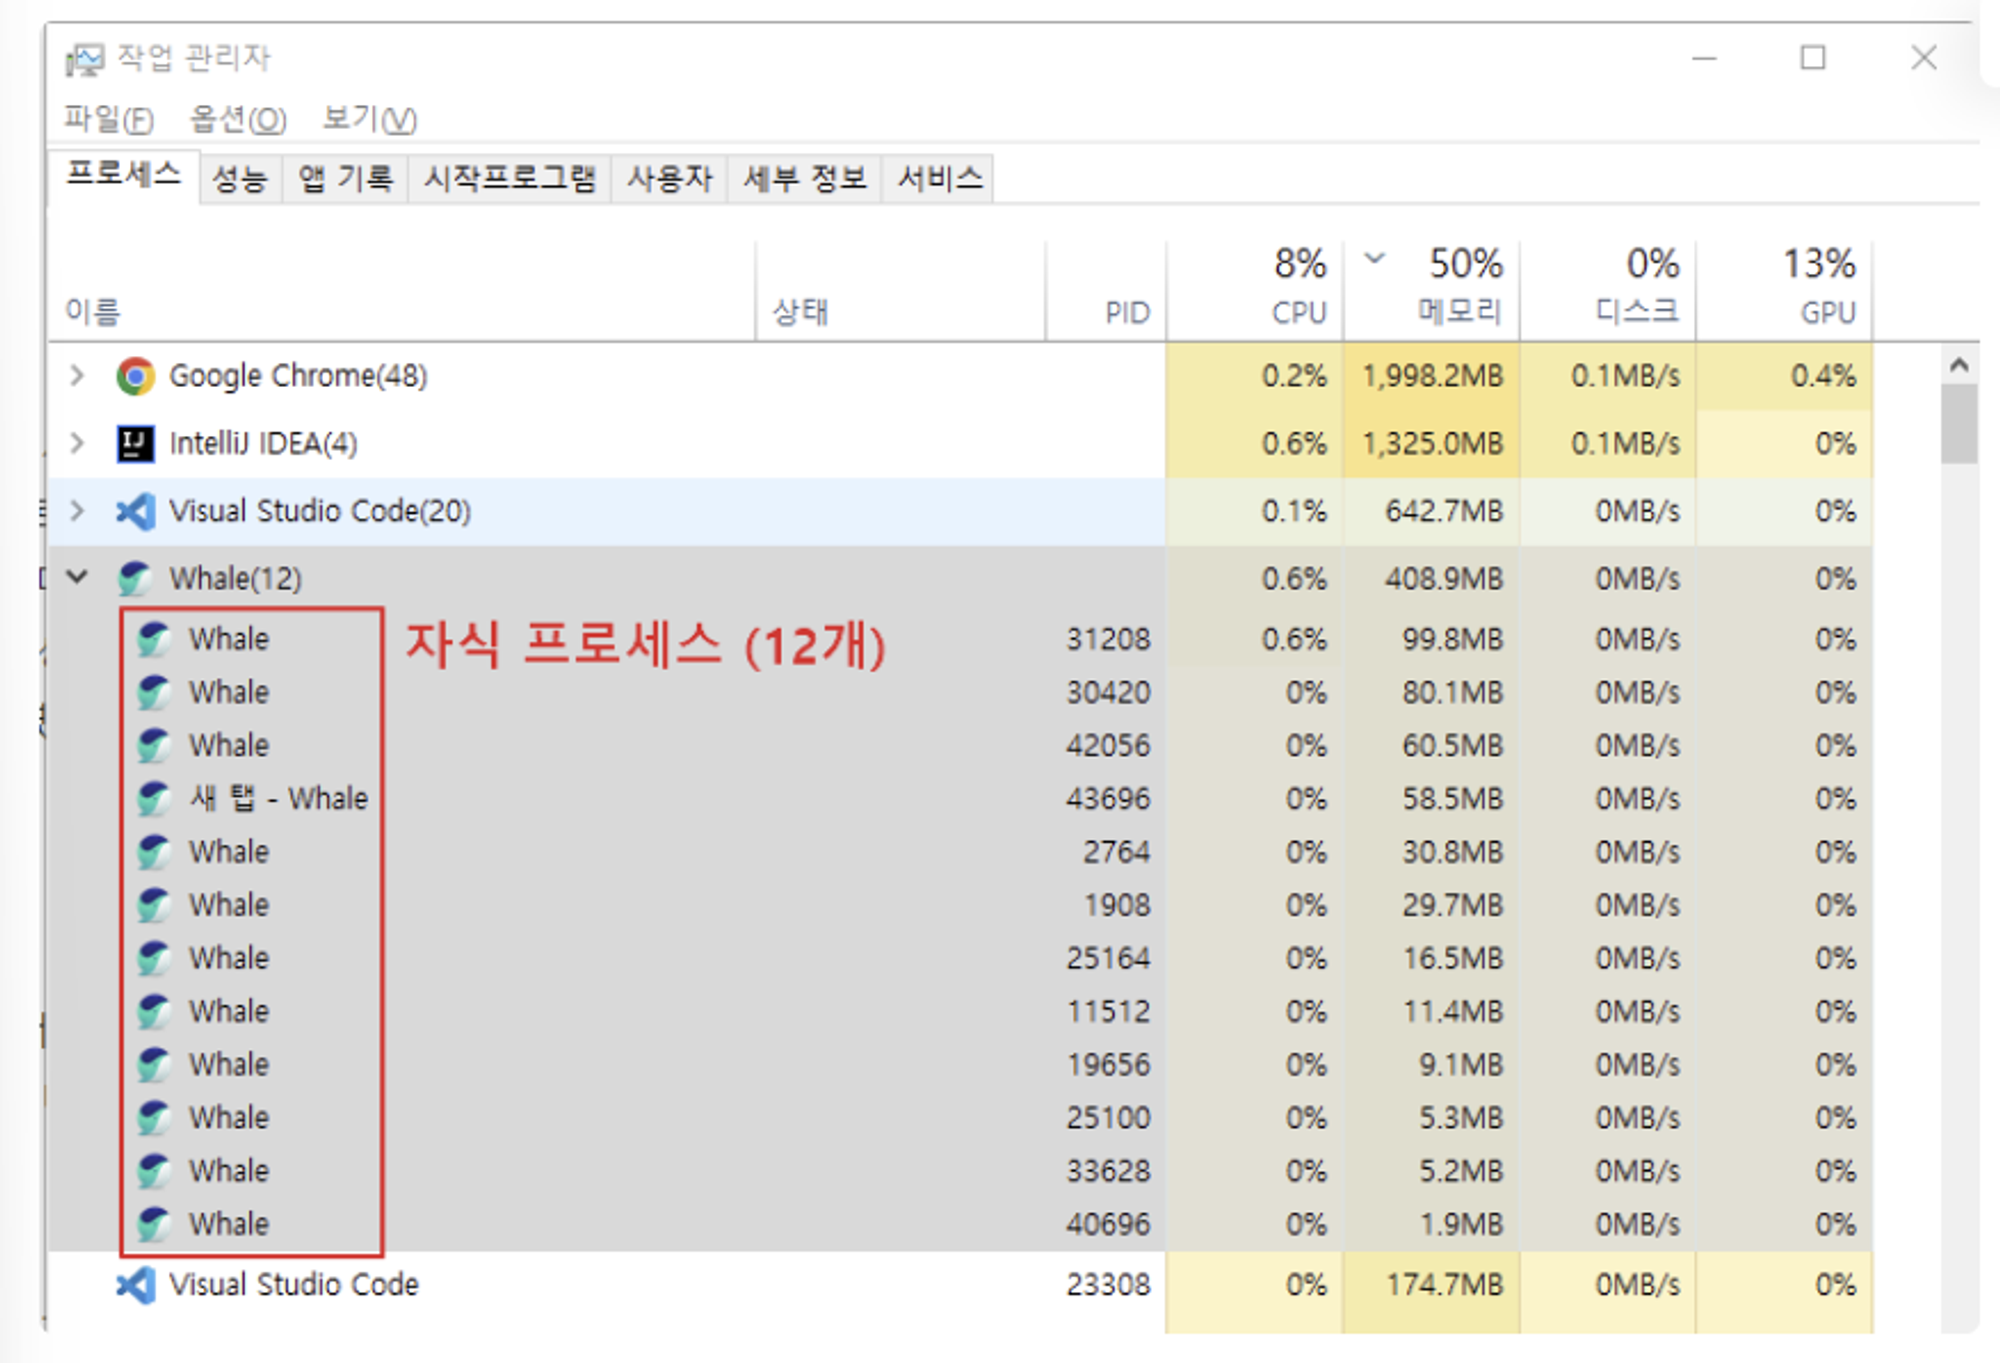 작업 관리자
파일(F) 옵션(O) 보기(V)
프로세스 성능 앱 기록 시작프로그램 사용자 세부 정보 서비스
8% 50% 0% 13%
이름 상태 PID CPU 메모리 디스크 GPU
Google Chrome(48) 0.2% 1,998.2MB 0.1MB/s 0.4%
IJ IntelliJ IDEA(4) 0.6% 1,325.0MB 0.1MB/s 0%
Visual Studio Code(20) 0.1% 642.7MB 0MB/s 0%
Whale(12) 0.6% 408.9MB 0MB/s 0%
Whale 자식 프로세스 (12개) 31208 0.6% 99.8MB 0MB/s 0%
Whale 30420 0% 80.1MB 0MB/s 0%
Whale 42056 0% 60.5MB 0MB/s 0%
새 탭 - Whale 43696 0% 58.5MB 0MB/s 0%
Whale 2764 0% 30.8MB 0MB/s 0%
Whale 1908 0% 29.7MB 0MB/s 0%
Whale 25164 0% 16.5MB 0MB/s 0%
Whale 11512 0% 11.4MB 0MB/s 0%
Whale 19656 0% 9.1MB 0MB/s 0%
Whale 25100 0% 5.3MB 0MB/s 0%
Whale 33628 0% 5.2MB 0MB/s 0%
Whale 40696 0% 1.9MB 0MB/s 0%
Visual Studio Code 23308 0% 174.7MB 0MB/s 0%